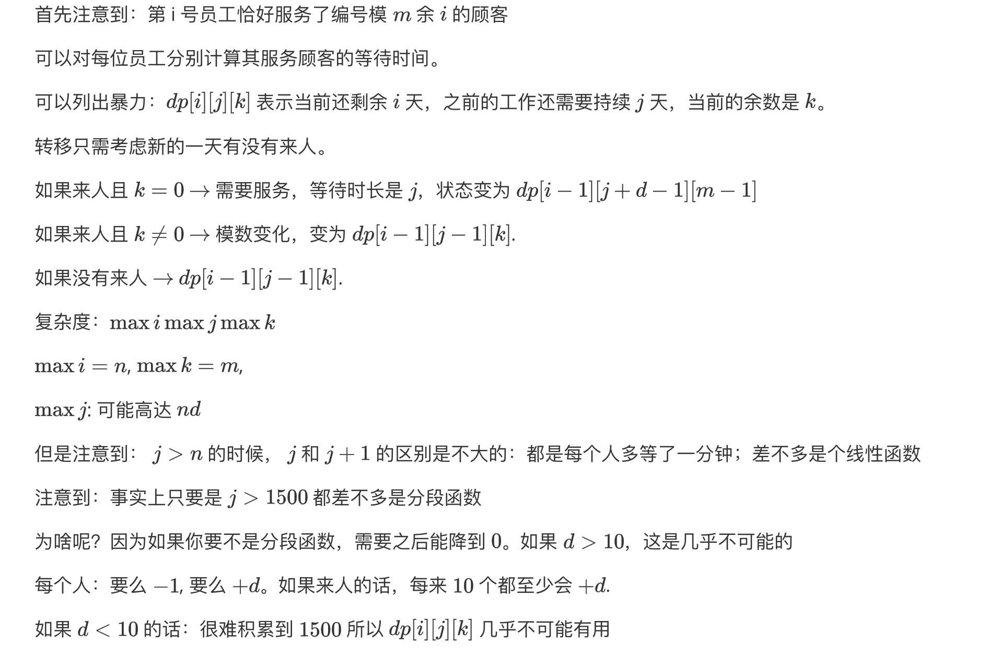 首先注意到：第 i 号员工恰好服务了编号模 m 余 i 的顾客
可以对每位员工分别计算其服务顾客的等待时间。
可以列出暴力：dp[i][j][k] 表示当前还剩余 i 天，之前的工作还需要持续 j 天，当前的余数是 k。
转移只需考虑新的一天有没有来人。
如果来人且 k = 0 → 需要服务，等待时长是 j，状态变为 dp[i − 1][j + d − 1][m − 1]
如果来人且 k ≠ 0 → 模数变化，变为 dp[i − 1][j − 1][k].
如果没有来人 → dp[i − 1][j − 1][k].
复杂度：max i max j max k
max i = n, max k = m,
max j: 可能高达 nd
但是注意到： j > n 的时候， j 和 j + 1 的区别是不大的：都是每个人多等了一分钟；差不多是个线性函数
注意到：事实上只要是 j > 1500 都差不多是分段函数
为啥呢？因为如果你要不是分段函数，需要之后能降到 0。如果 d > 10，这是几乎不可能的
每个人：要么 −1, 要么 +d。如果来人的话，每来 10 个都至少会 +d.
如果 d < 10 的话：很难积累到 1500 所以 dp[i][j][k] 几乎不可能有用